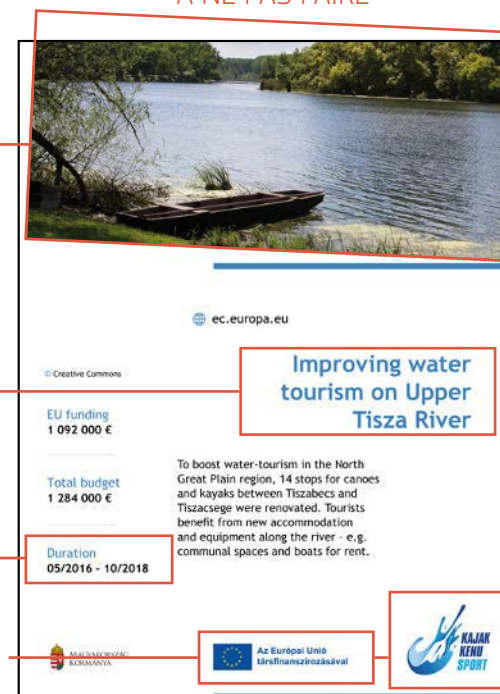 À NE PAS FAIRE
ec.europa.eu
© Creative Commons
Improving water
tourism on Upper
Tisza River
EU funding
1 092 000 €
Total budget
1 284 000 €
To boost water-tourism in the North
Great Plain region, 14 stops for canoes
and kayaks between Tiszabecs and
Tiszacsege were renovated. Tourists
benefit from new accommodation
and equipment along the river - e.g.
communal spaces and boats for rent.
Duration
05/2016 - 10/2018
MAGYARORSZÁG
KORMÁNYA
Az Európai Unió
társfinanszírozásával
KAJAK
KENU
SPORT